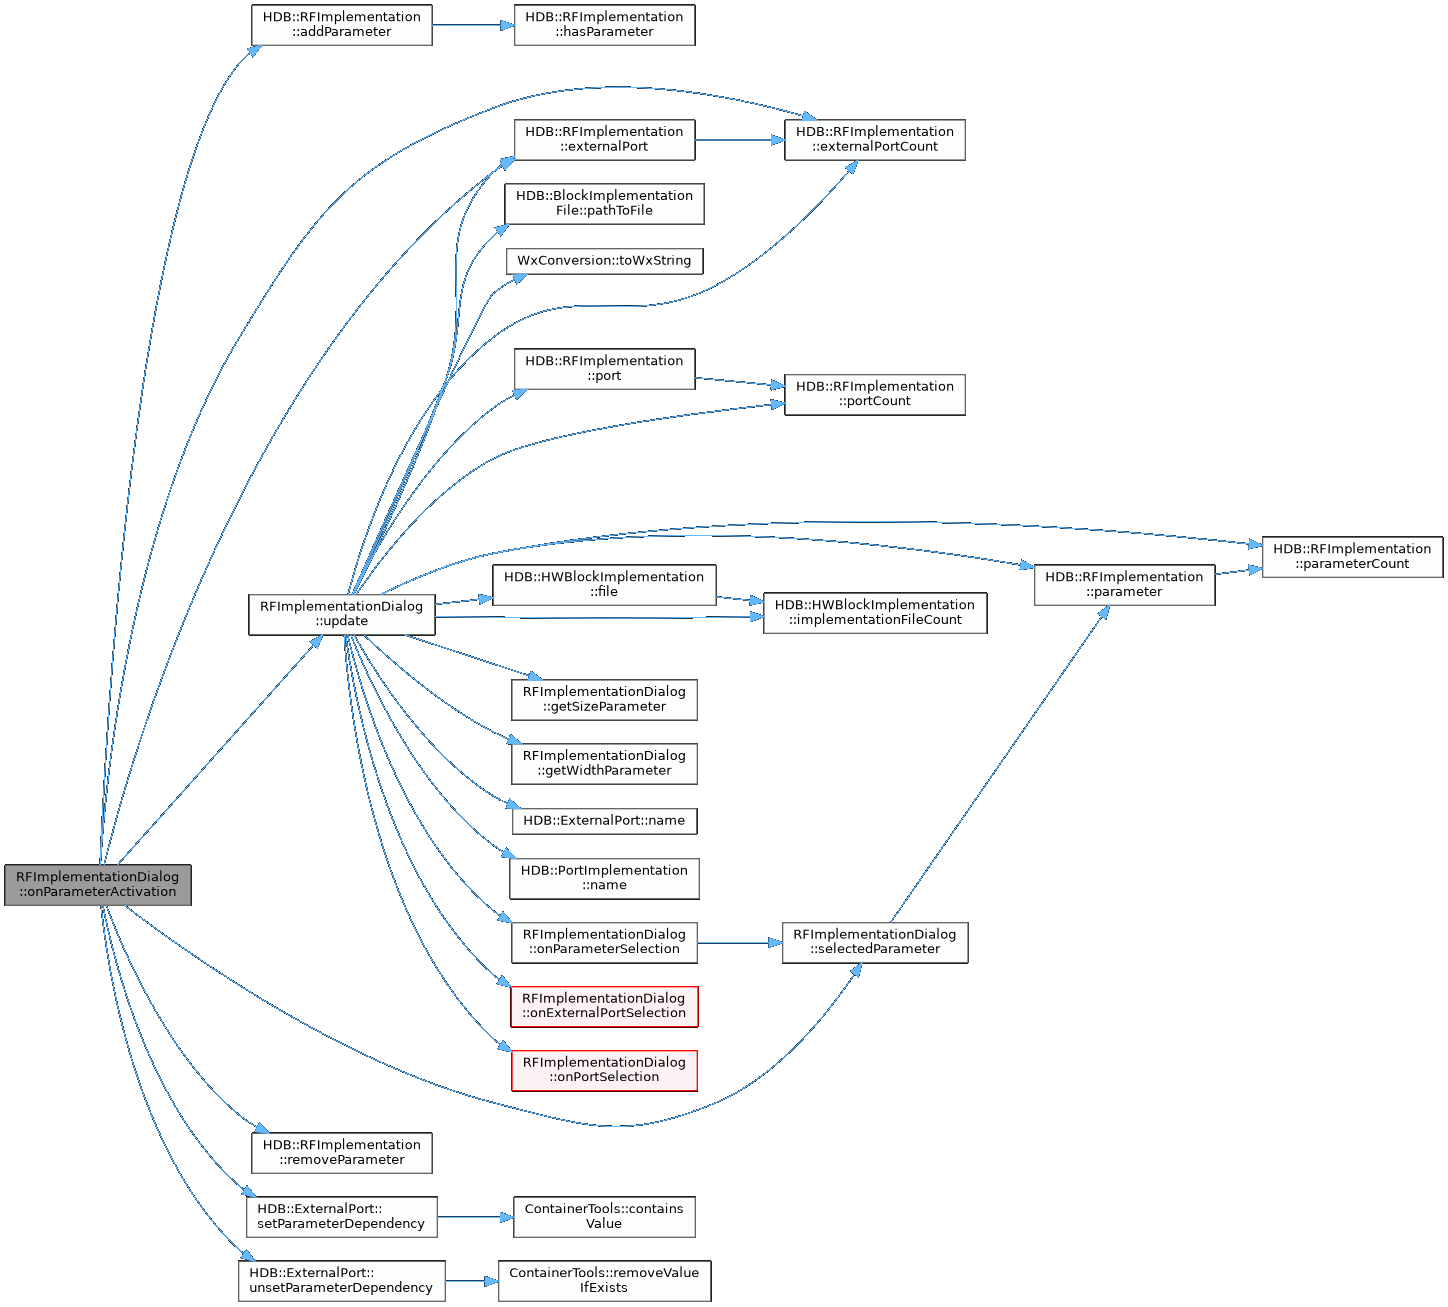 HDB::RFImplementation
::addParameter
HDB::RFImplementation
::hasParameter
HDB::RFImplementation
::externalPort
HDB::RFImplementation
::externalPortCount
HDB::BlockImplementation
File::pathToFile
WxConversion::toWxString
HDB::RFImplementation
::port
HDB::RFImplementation
::portCount
HDB::RFImplementation
::parameterCount
HDB::RFImplementation
::parameter
HDB::HWBlockImplementation
::file
HDB::HWBlockImplementation
::implementationFileCount
RFImplementationDialog
::update
RFImplementationDialog
::getSizeParameter
RFImplementationDialog
::getWidthParameter
HDB::ExternalPort::name
HDB::PortImplementation
::name
RFImplementationDialog
::onParameterActivation
RFImplementationDialog
::onParameterSelection
RFImplementationDialog
::selectedParameter
RFImplementationDialog
::onExternalPortSelection
RFImplementationDialog
::onPortSelection
HDB::RFImplementation
::removeParameter
HDB::ExternalPort::
setParameterDependency
ContainerTools::contains
Value
HDB::ExternalPort::
unsetParameterDependency
ContainerTools::removeValue
IfExists